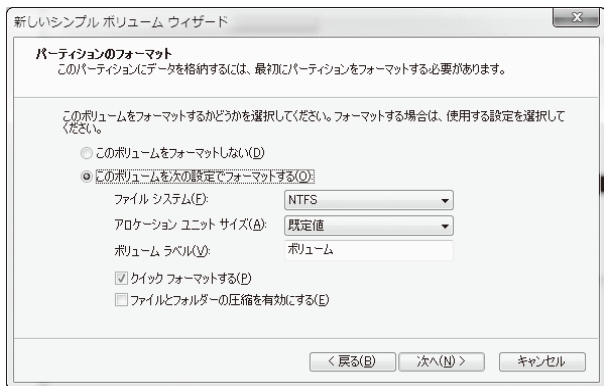 新しいシンプル ボリューム ウィザード
パーティションのフォーマット
このパーティションにデータを格納するには、最初にパーティションをフォーマットする必要があります。
このボリュームをフォーマットするかどうかを選択してください。フォーマットする場合は、使用する設定を選択して
ください。
このボリュームをフォーマットしない(D)
このボリュームを次の設定でフォーマットする(O):
ファイル システム(F): NTFS
アロケーション ユニット サイズ(A): 既定値
ボリューム ラベル(V): ボリューム
クイック フォーマットする(P)
ファイルとフォルダーの圧縮を有効にする(E)
< 戻る(B) 次へ(N) > キャンセル